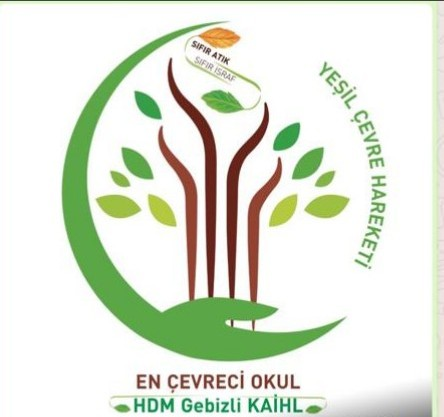 SIFIR ATIK
SIFIR İSRAF
YEŞİL ÇEVRE HAREKETİ
EN ÇEVRECİ OKUL
HDM Gebizli KAİHL